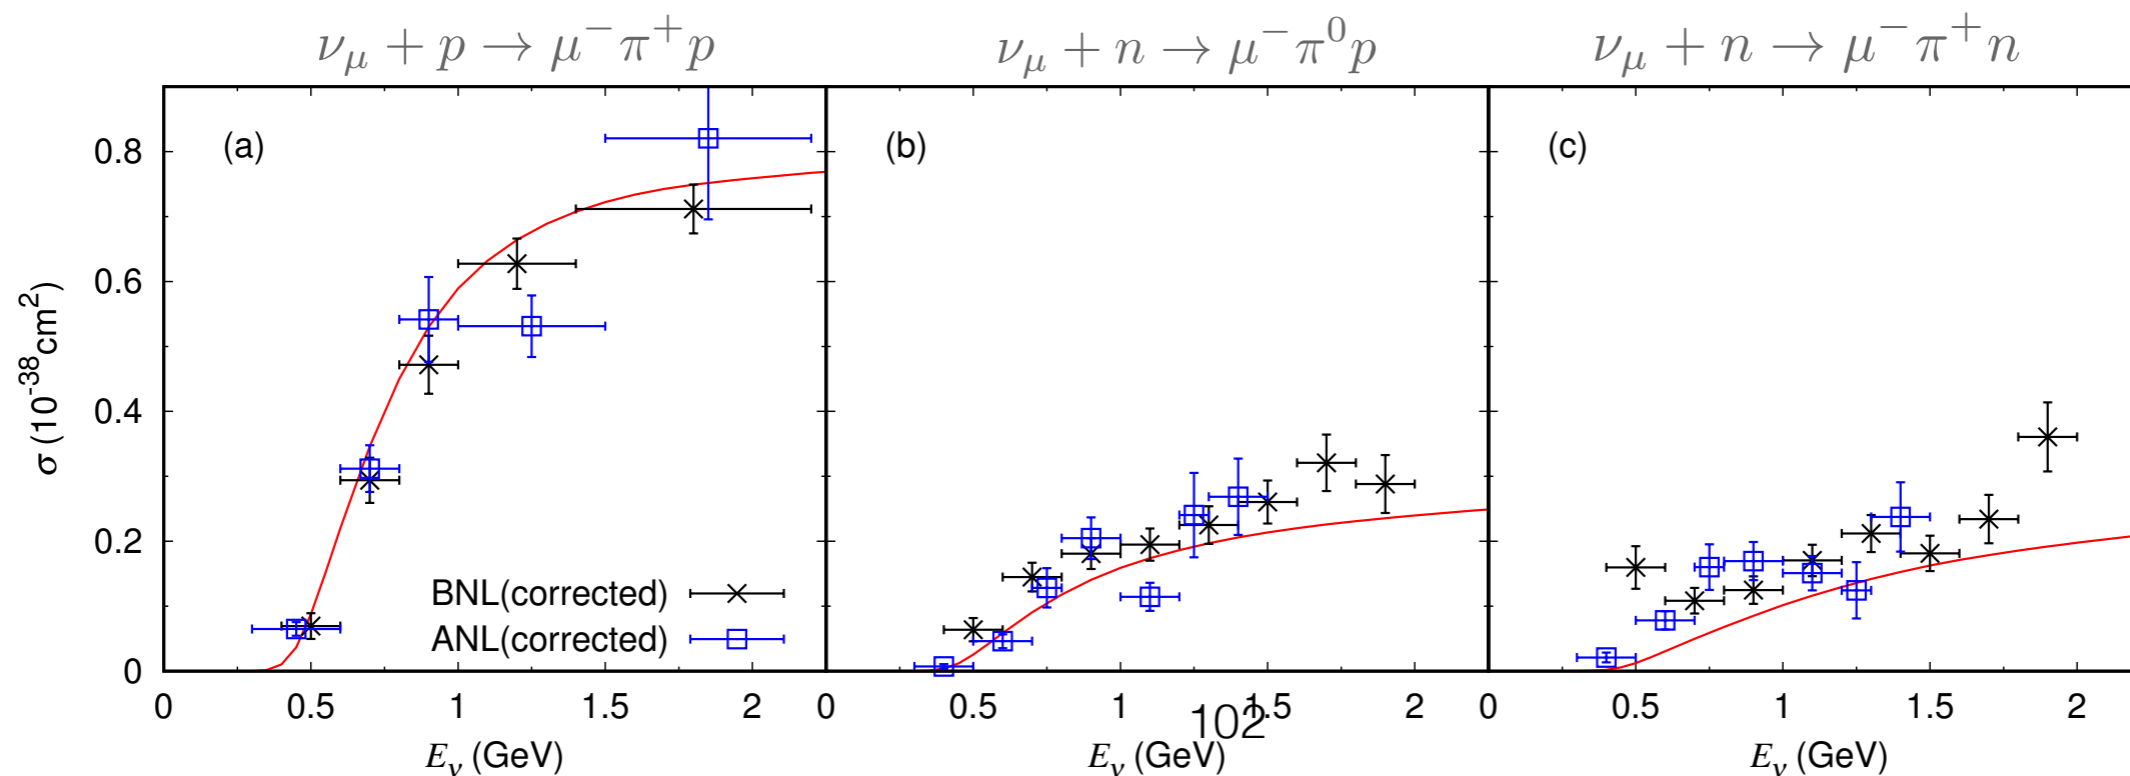 νμ + p → μ⁻π⁺p νμ + n → μ⁻π⁰p νμ + n → μ⁻π⁺n
(a) (b) (c)
0.8
0.6
0.4
0.2
0
σ (10⁻³⁸cm²)
BNL(corrected)
ANL(corrected)
0 0.5 1 1.5 2 0 0.5 1 1.5 2 0 0.5 1 1.5 2
102
Eν (GeV) Eν (GeV) Eν (GeV)